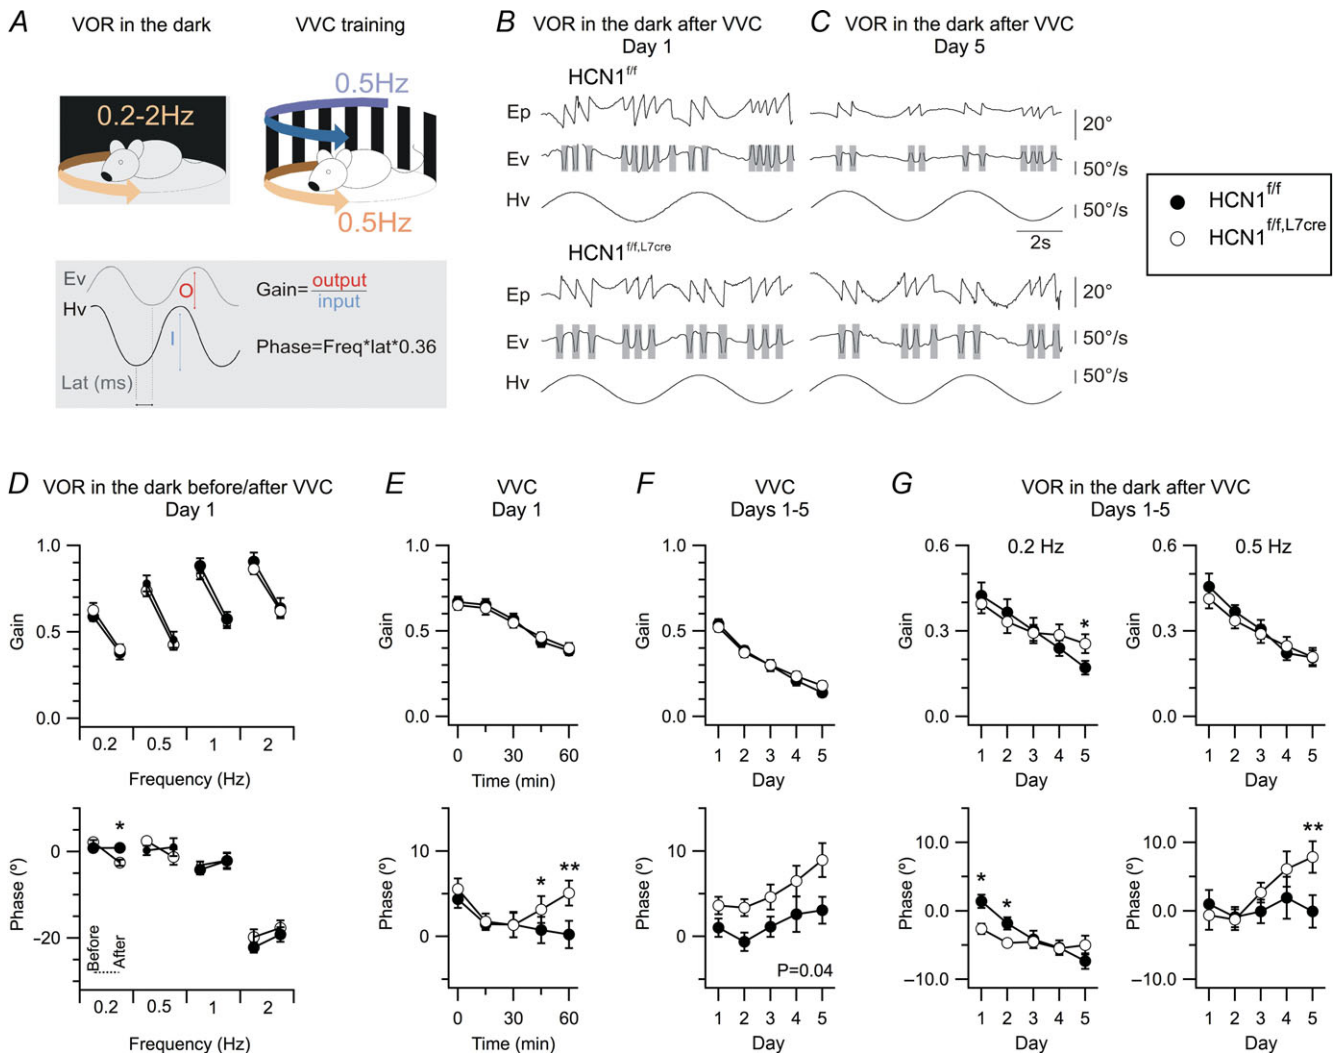 A VOR in the dark VVC training
0.2-2Hz
0.5Hz
0.5Hz
Ev
Hv
O
I
Lat (ms)
Gain=output/input
Phase=Freq*lat*0.36
B VOR in the dark after VVC
Day 1
C VOR in the dark after VVC
Day 5
HCN1f/f
Ep
20°
Ev
50°/s
Hv
50°/s
2s
HCN1f/f,L7cre
Ep
20°
Ev
50°/s
Hv
50°/s
HCN1f/f
HCN1f/f,L7cre
D VOR in the dark before/after VVC
Day 1
Gain
1.0
0.5
0.0
0.2 0.5 1 2
Frequency (Hz)
Phase (º)
0
−20
*
Before
After
0.2 0.5 1 2
Frequency (Hz)
E VVC
Day 1
Gain
1.0
0.5
0.0
0 30 60
Time (min)
Phase (º)
10
0
* **
0 30 60
Time (min)
F VVC
Days 1-5
Gain
1.0
0.5
0.0
1 2 3 4 5
Day
Phase (º)
10
0
P=0.04
1 2 3 4 5
Day
G VOR in the dark after VVC
Days 1-5
0.2 Hz
Gain
0.6
0.3
0.0
*
1 2 3 4 5
Day
0.5 Hz
Gain
0.6
0.3
0.0
1 2 3 4 5
Day
Phase (º)
10.0
0.0
−10.0
* *
1 2 3 4 5
Day
Phase (º)
10.0
0.0
−10.0
**
1 2 3 4 5
Day